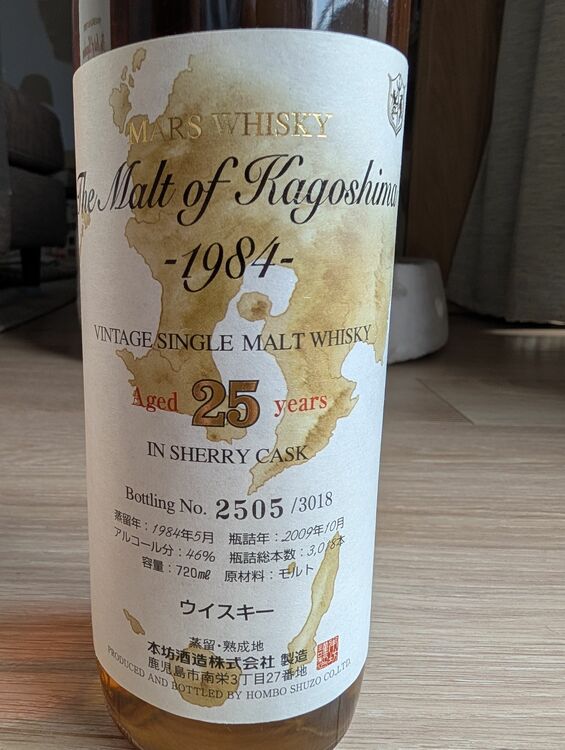 MARS WHISKY
The Malt of Kagoshima
-1984-
VINTAGE SINGLE MALT WHISKY
Aged 25 years
IN SHERRY CASK
Bottling No. 2505 /3018
蒸留年：1984年5月　瓶詰年：2009年10月
アルコール分：46%　瓶詰総本数：3,018本
容量：720㎖　原材料：モルト
ウイスキー
蒸留・熟成地
本坊酒造株式会社 製造
鹿児島市南栄3丁目27番地
PRODUCED AND BOTTLED BY HOMBO SHUZO CO.,LTD.